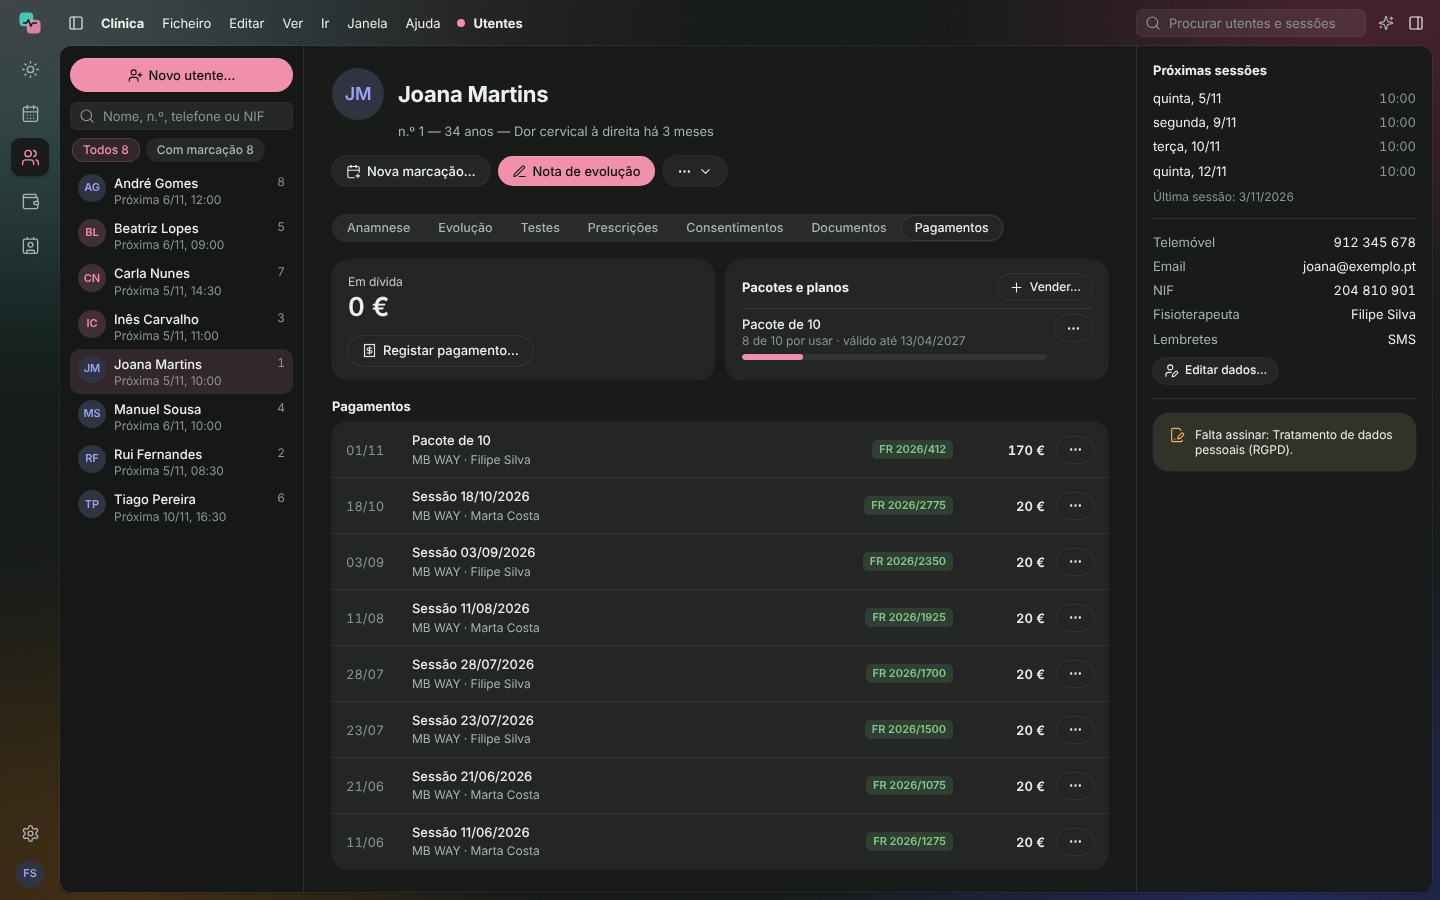 Clínica Ficheiro Editar Ver Ir Janela Ajuda Utentes
Procurar utentes e sessões
Novo utente...
Nome, n.º, telefone ou NIF
Todos 8 Com marcação 8
AG André Gomes 8
Próxima 6/11, 12:00
BL Beatriz Lopes 5
Próxima 6/11, 09:00
CN Carla Nunes 7
Próxima 5/11, 14:30
IC Inês Carvalho 3
Próxima 5/11, 11:00
JM Joana Martins 1
Próxima 5/11, 10:00
MS Manuel Sousa 4
Próxima 6/11, 10:00
RF Rui Fernandes 2
Próxima 5/11, 08:30
TP Tiago Pereira 6
Próxima 10/11, 16:30
FS
JM Joana Martins
n.º 1 — 34 anos — Dor cervical à direita há 3 meses
Nova marcação... Nota de evolução ...
Anamnese Evolução Testes Prescrições Consentimentos Documentos Pagamentos
Em dívida
0 €
Registar pagamento...
Pacotes e planos Vender...
Pacote de 10 ...
8 de 10 por usar · válido até 13/04/2027
Pagamentos
01/11 Pacote de 10 FR 2026/412 170 € ...
MB WAY · Filipe Silva
18/10 Sessão 18/10/2026 FR 2026/2775 20 € ...
MB WAY · Marta Costa
03/09 Sessão 03/09/2026 FR 2026/2350 20 € ...
MB WAY · Filipe Silva
11/08 Sessão 11/08/2026 FR 2026/1925 20 € ...
MB WAY · Marta Costa
28/07 Sessão 28/07/2026 FR 2026/1700 20 € ...
MB WAY · Filipe Silva
23/07 Sessão 23/07/2026 FR 2026/1500 20 € ...
MB WAY · Filipe Silva
21/06 Sessão 21/06/2026 FR 2026/1075 20 € ...
MB WAY · Marta Costa
11/06 Sessão 11/06/2026 FR 2026/1275 20 € ...
MB WAY · Marta Costa
Próximas sessões
quinta, 5/11 10:00
segunda, 9/11 10:00
terça, 10/11 10:00
quinta, 12/11 10:00
Última sessão: 3/11/2026
Telemóvel 912 345 678
Email joana@exemplo.pt
NIF 204 810 901
Fisioterapeuta Filipe Silva
Lembretes SMS
Editar dados...
Falta assinar: Tratamento de dados
pessoais (RGPD).